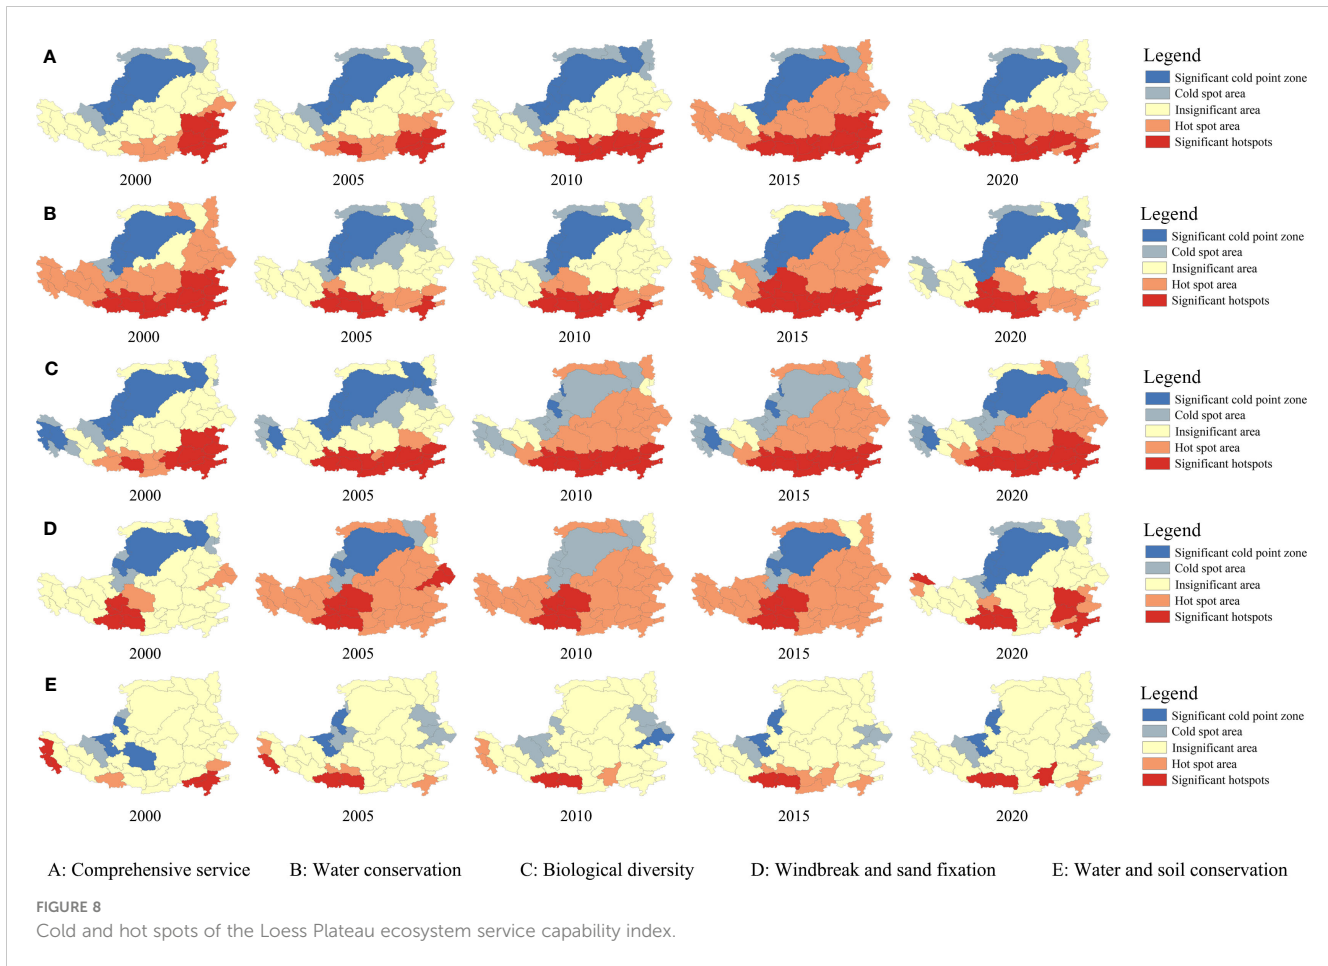 A
2000
2005
2010
2015
2020
Legend
Significant cold point zone
Cold spot area
Insignificant area
Hot spot area
Significant hotspots
B
2000
2005
2010
2015
2020
Legend
Significant cold point zone
Cold spot area
Insignificant area
Hot spot area
Significant hotspots
C
2000
2005
2010
2015
2020
Legend
Significant cold point zone
Cold spot area
Insignificant area
Hot spot area
Significant hotspots
D
2000
2005
2010
2015
2020
Legend
Significant cold point zone
Cold spot area
Insignificant area
Hot spot area
Significant hotspots
E
2000
2005
2010
2015
2020
Legend
Significant cold point zone
Cold spot area
Insignificant area
Hot spot area
Significant hotspots
A: Comprehensive service B: Water conservation C: Biological diversity D: Windbreak and sand fixation E: Water and soil conservation
FIGURE 8
Cold and hot spots of the Loess Plateau ecosystem service capability index.